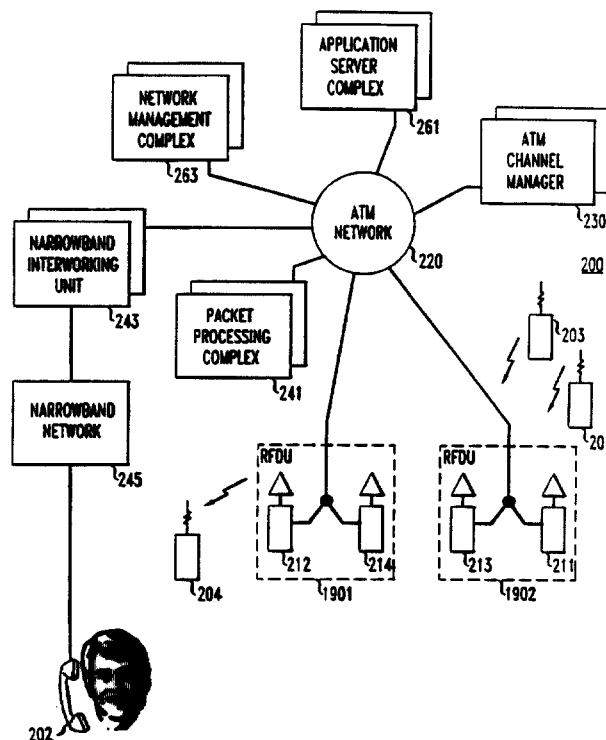 APPLICATION
SERVER
COMPLEX
261
NETWORK
MANAGEMENT
COMPLEX
263
ATM
CHANNEL
MANAGER
230
ATM
NETWORK
220
200
NARROWBAND
INTERWORKING
UNIT
243
PACKET
PROCESSING
COMPLEX
241
203
20
NARROWBAND
NETWORK
245
RFDU
212
214
1901
RFDU
213
211
1902
204
202